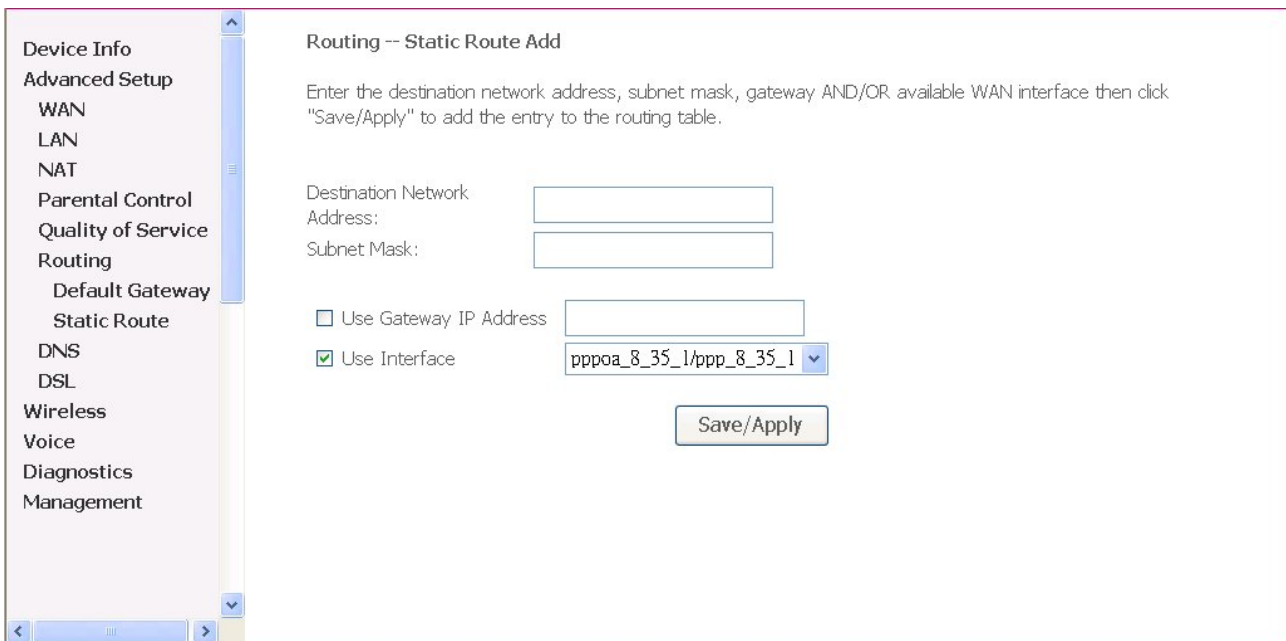 Device Info
Advanced Setup
WAN
LAN
NAT
Parental Control
Quality of Service
Routing
Default Gateway
Static Route
DNS
DSL
Wireless
Voice
Diagnostics
Management
Routing -- Static Route Add
Enter the destination network address, subnet mask, gateway AND/OR available WAN interface then click
"Save/Apply" to add the entry to the routing table.
Destination Network
Address:
Subnet Mask:
Use Gateway IP Address
Use Interface
pppoa_8_35_1/ppp_8_35_1
Save/Apply